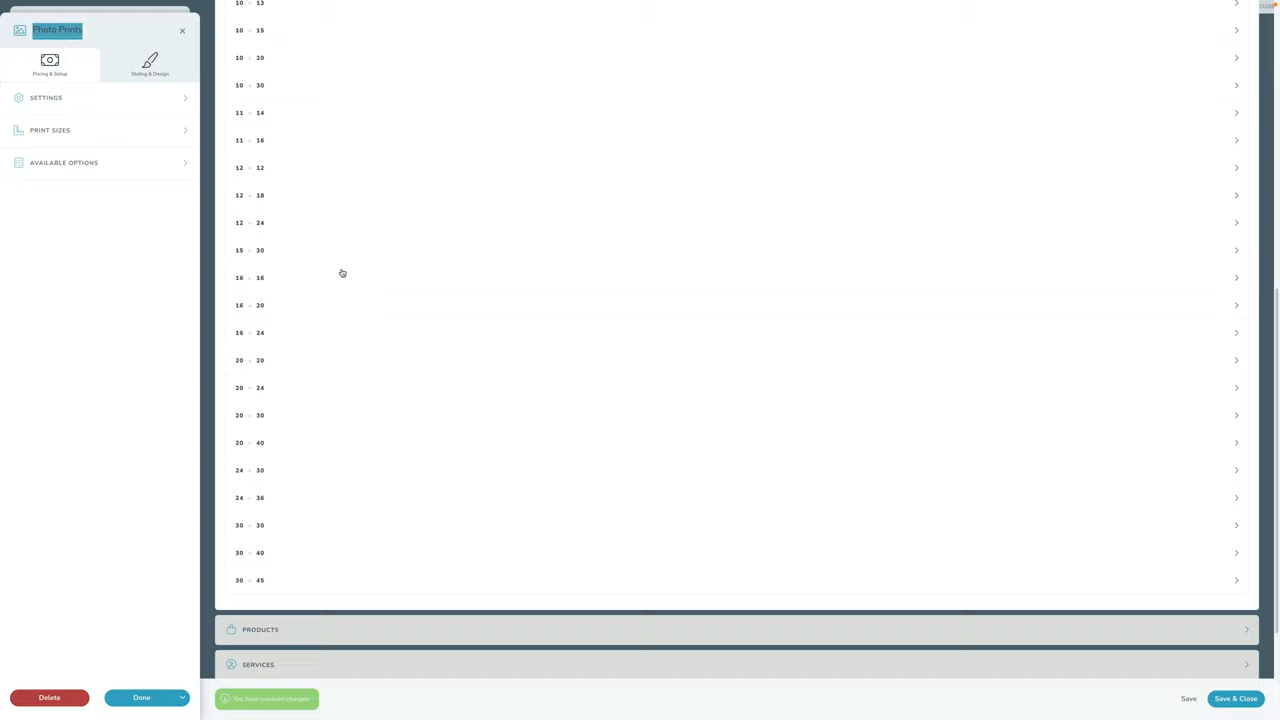 CLOSE
Photo Prints
Pricing & Setup
Styling & Design
SETTINGS
PRINT SIZES
AVAILABLE OPTIONS
10 × 13
10 × 15
10 × 20
10 × 30
11 × 14
11 × 16
12 × 12
12 × 18
12 × 24
15 × 30
16 × 16
16 × 20
16 × 24
20 × 20
20 × 24
20 × 30
20 × 40
24 × 30
24 × 36
30 × 30
30 × 40
30 × 45
PRODUCTS
SERVICES
Delete
Done
You have unsaved changes
Save
Save & Close